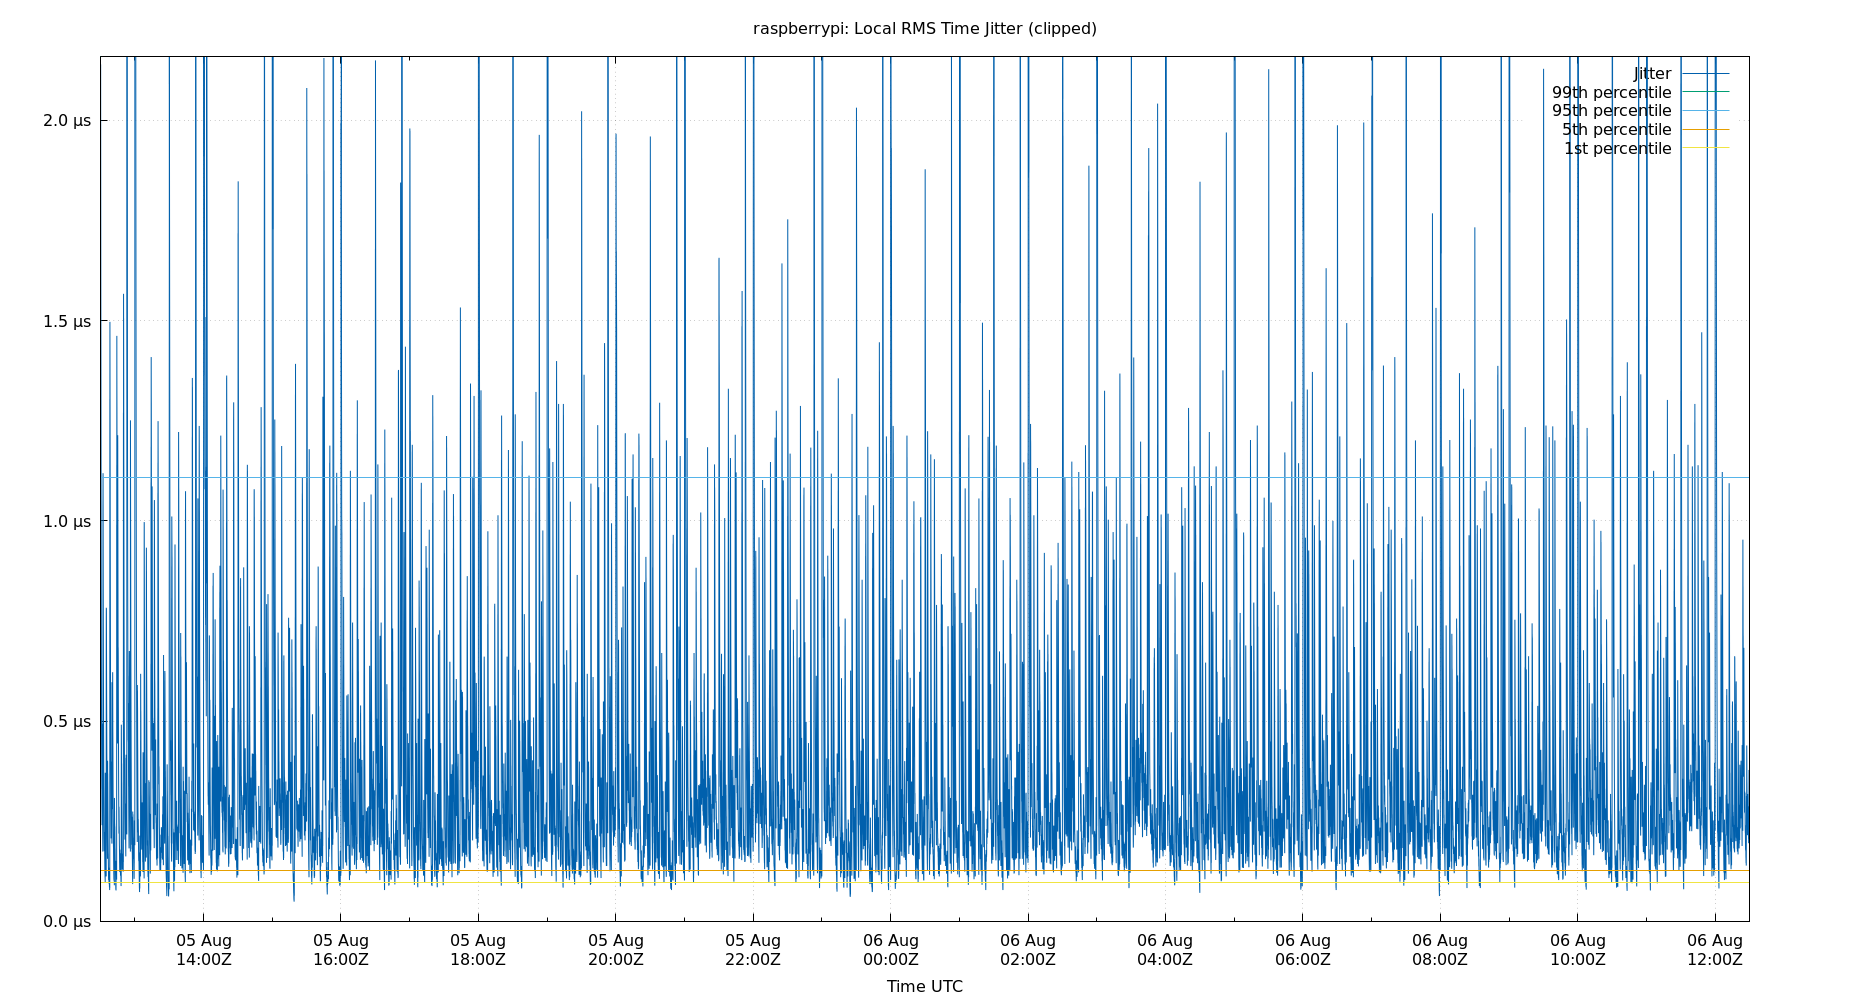 raspberrypi: Local RMS Time Jitter (clipped)
Jitter
99th percentile
95th percentile
5th percentile
1st percentile
2.0 µs
1.5 µs
1.0 µs
0.5 µs
0.0 µs
05 Aug 05 Aug 05 Aug 05 Aug 05 Aug 06 Aug 06 Aug 06 Aug 06 Aug 06 Aug 06 Aug 06 Aug
14:00Z 16:00Z 18:00Z 20:00Z 22:00Z 00:00Z 02:00Z 04:00Z 06:00Z 08:00Z 10:00Z 12:00Z
Time UTC